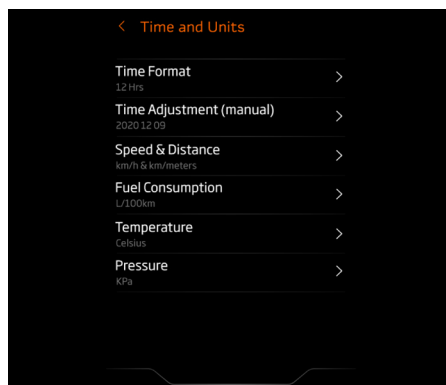 Time and Units
Time Format
12 Hrs
Time Adjustment (manual)
2020 12 09
Speed & Distance
km/h & km/meters
Fuel Consumption
L/100km
Temperature
Celsius
Pressure
KPa